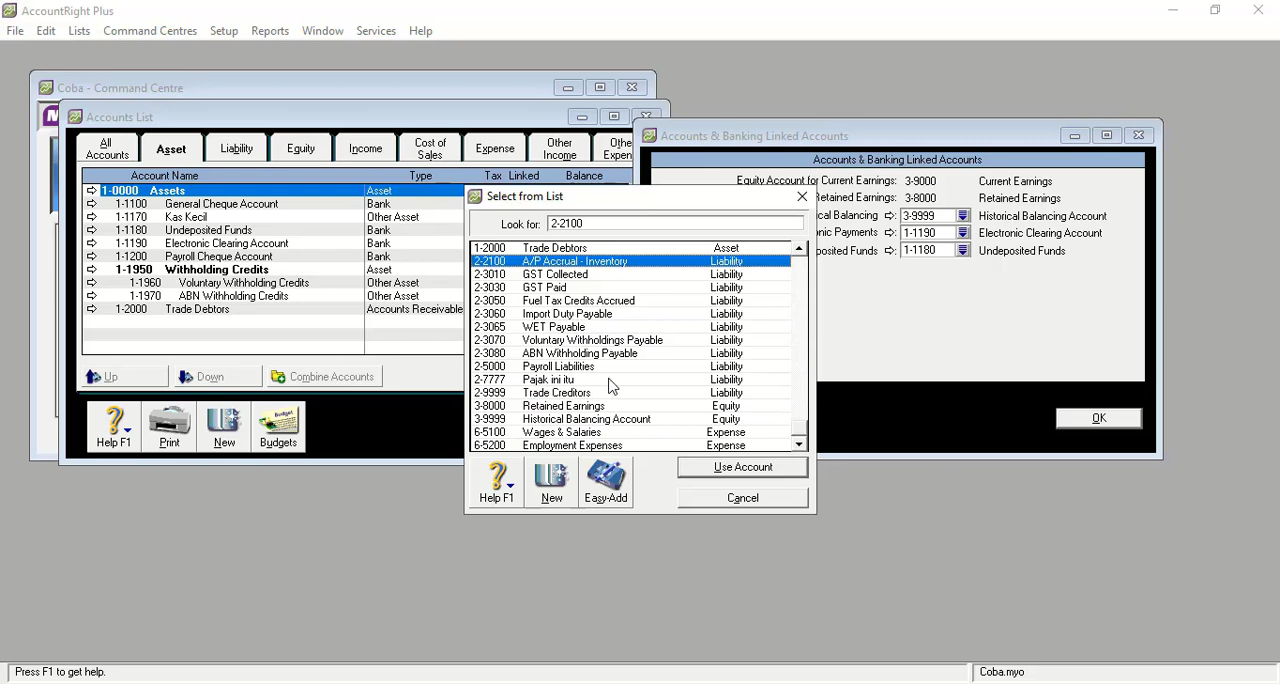 AccountRight Plus
File Edit Lists Command Centres Setup Reports Window Services Help
Coba - Command Centre
Accounts List
All Accounts Asset Liability Equity Income Cost of Sales Expense Other Income Othe Expen
Account Name Type Tax Linked Balance
1-0000 Assets Asset
1-1100 General Cheque Account Bank
1-1170 Kas Kecil Other Asset
1-1180 Undeposited Funds Bank
1-1190 Electronic Clearing Account Bank
1-1200 Payroll Cheque Account Bank
1-1950 Withholding Credits Asset
1-1960 Voluntary Withholding Credits Other Asset
1-1970 ABN Withholding Credits Other Asset
1-2000 Trade Debtors Accounts Receivable
Up Down Combine Accounts
Help F1 Print New Budgets
Select from List
Look for: 2-2100
1-2000 Trade Debtors Asset
2-2100 A/P Accrual - Inventory Liability
2-3010 GST Collected Liability
2-3030 GST Paid Liability
2-3050 Fuel Tax Credits Accrued Liability
2-3060 Import Duty Payable Liability
2-3065 WET Payable Liability
2-3070 Voluntary Withholdings Payable Liability
2-3080 ABN Withholding Payable Liability
2-5000 Payroll Liabilities Liability
2-7777 Pajak ini itu Liability
2-9999 Trade Creditors Liability
3-8000 Retained Earnings Equity
3-9999 Historical Balancing Account Equity
6-5100 Wages & Salaries Expense
6-5200 Employment Expenses Expense
Help F1 New Easy-Add
Use Account
Cancel
Accounts & Banking Linked Accounts
Accounts & Banking Linked Accounts
Equity Account for Current Earnings: 3-9000 Current Earnings
Retained Earnings: 3-8000 Retained Earnings
cal Balancing 3-9999 Historical Balancing Account
nic Payments 1-1190 Electronic Clearing Account
posited Funds 1-1180 Undeposited Funds
OK
Press F1 to get help.
Coba.myo